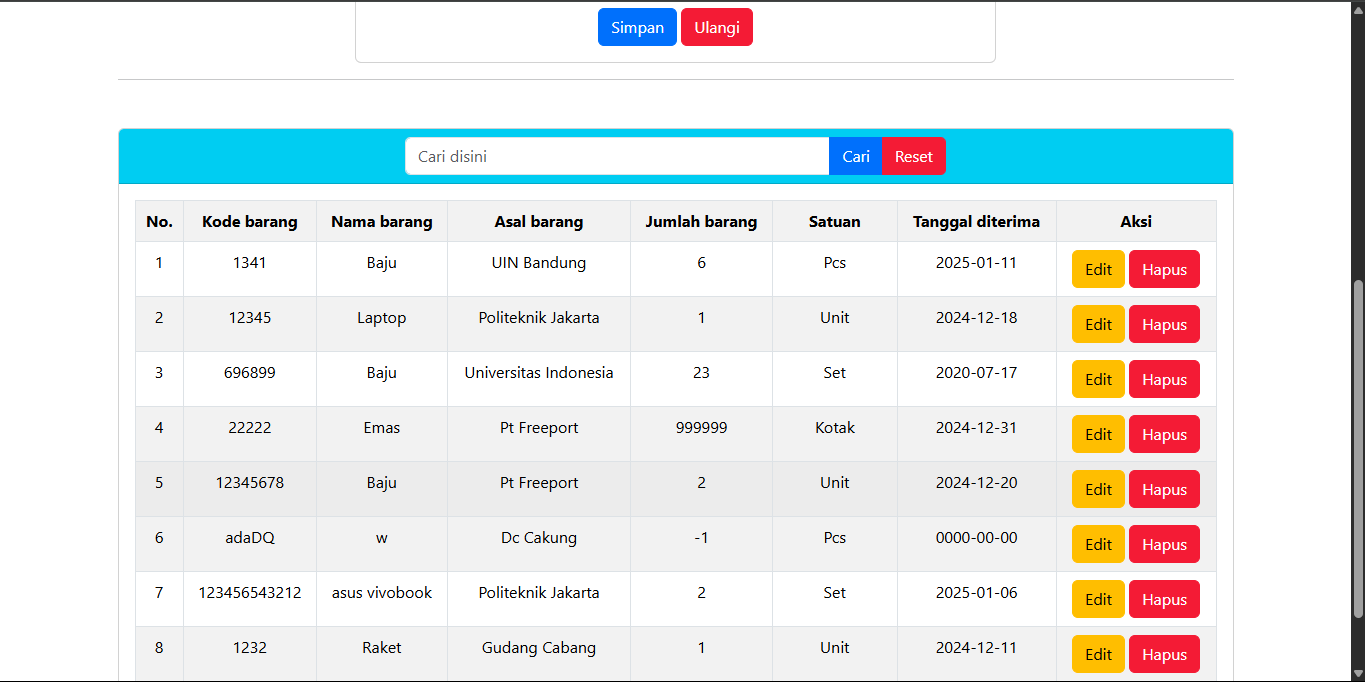 Simpan Ulangi
Cari disini Cari Reset
No. Kode barang Nama barang Asal barang Jumlah barang Satuan Tanggal diterima Aksi
1 1341 Baju UIN Bandung 6 Pcs 2025-01-11 Edit Hapus
2 12345 Laptop Politeknik Jakarta 1 Unit 2024-12-18 Edit Hapus
3 696899 Baju Universitas Indonesia 23 Set 2020-07-17 Edit Hapus
4 22222 Emas Pt Freeport 999999 Kotak 2024-12-31 Edit Hapus
5 12345678 Baju Pt Freeport 2 Unit 2024-12-20 Edit Hapus
6 adaDQ w Dc Cakung -1 Pcs 0000-00-00 Edit Hapus
7 123456543212 asus vivobook Politeknik Jakarta 2 Set 2025-01-06 Edit Hapus
8 1232 Raket Gudang Cabang 1 Unit 2024-12-11 Edit Hapus